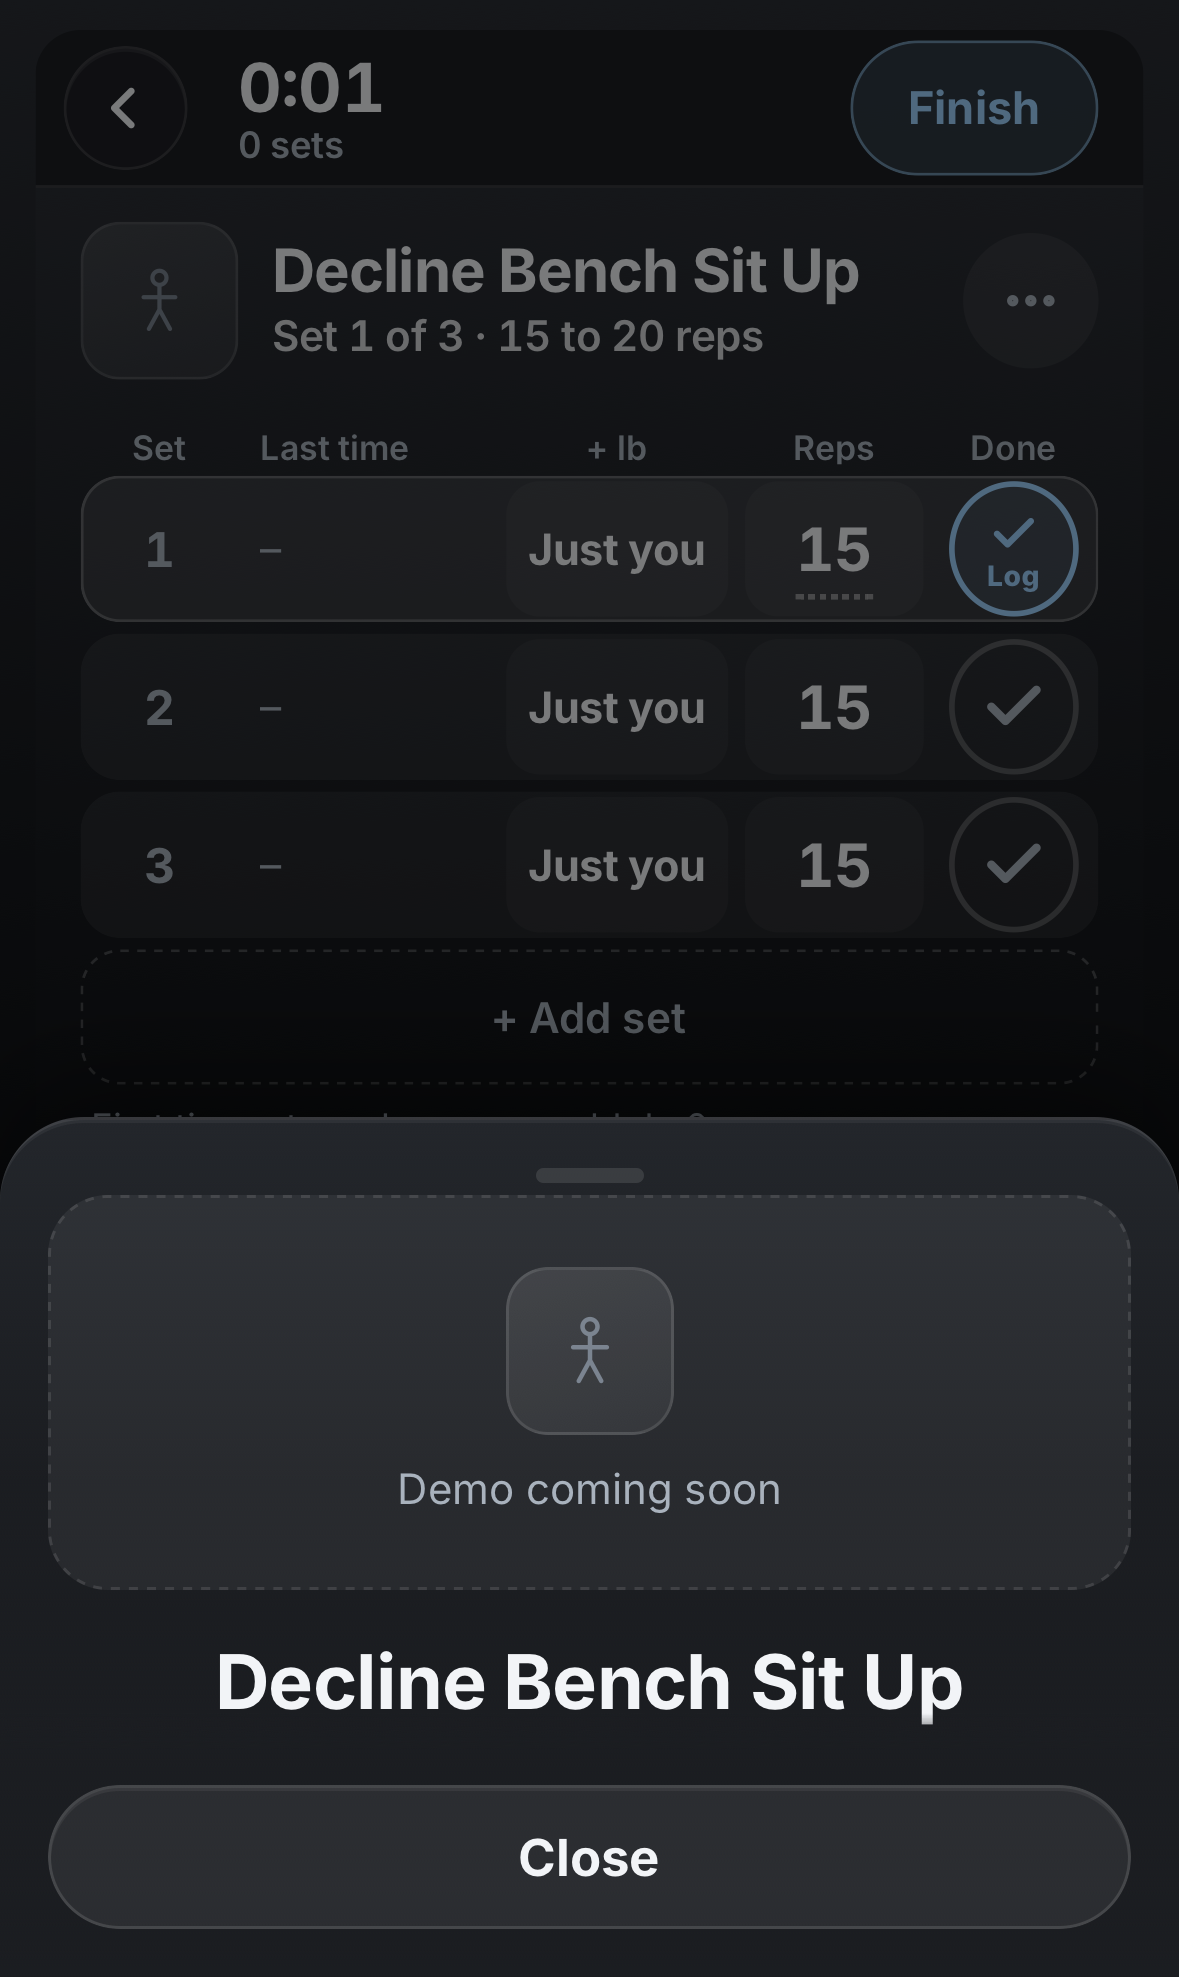 0:01
0 sets
Finish
Decline Bench Sit Up
Set 1 of 3 · 15 to 20 reps
Set Last time + lb Reps Done
1 – Just you 15 Log
2 – Just you 15
3 – Just you 15
+ Add set
Demo coming soon
Decline Bench Sit Up
Close